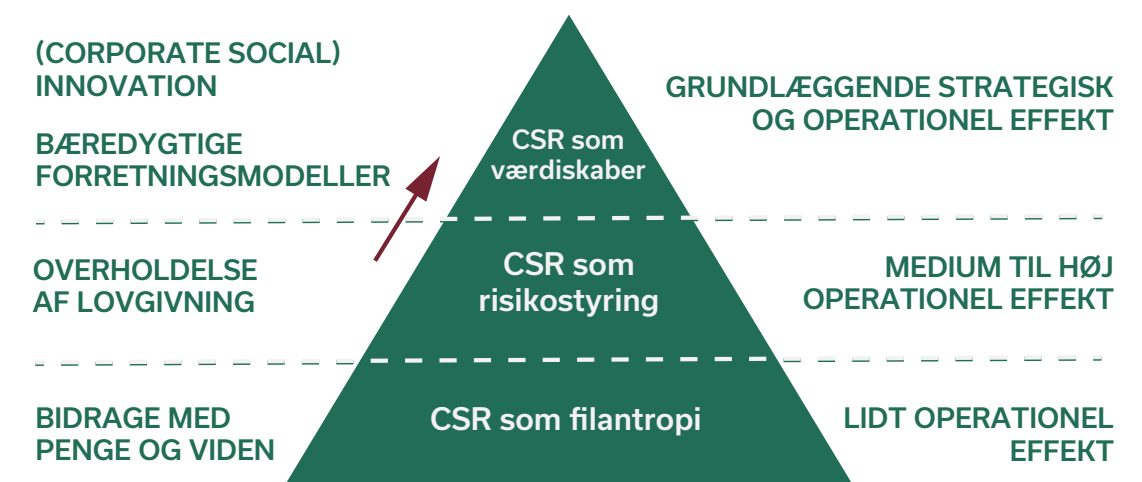 (CORPORATE SOCIAL)
INNOVATION
BÆREDYGTIGE
FORRETNINGSMODELLER
CSR som
værdiskaber
GRUNDLÆGGENDE STRATEGISK
OG OPERATIONEL EFFEKT
OVERHOLDELSE
AF LOVGIVNING
CSR som
risikostyring
MEDIUM TIL HØJ
OPERATIONEL EFFEKT
BIDRAGE MED
PENGE OG VIDEN
CSR som filantropi
LIDT OPERATIONEL
EFFEKT